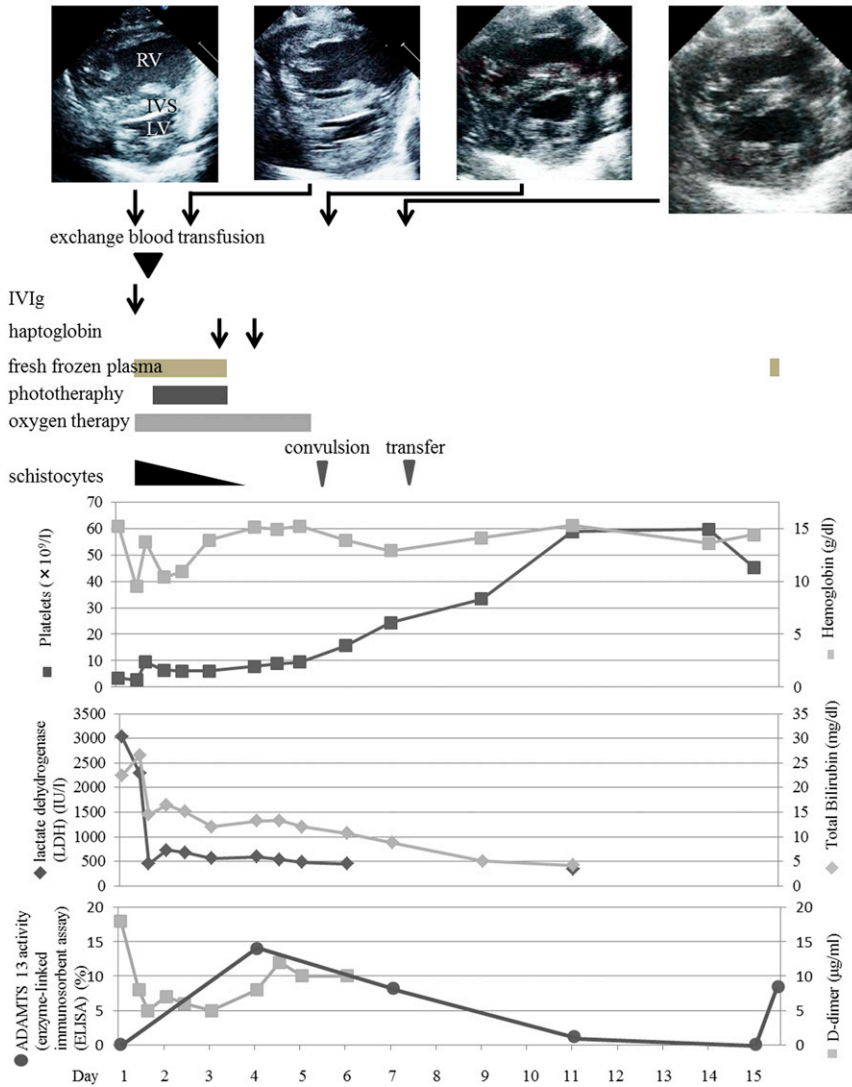 RV
IVS
LV
exchange blood transfusion
IVIg
haptoglobin
fresh frozen plasma
phototheraphy
oxygen therapy
convulsion transfer
schistocytes
Platelets (×10⁹/l)
70
60
50
40
30
20
10
0
15
10
5
0
Hemoglobin (g/dl)
lactate dehydrogenase
(LDH) (IU/l)
3500
3000
2500
2000
1500
1000
500
0
35
30
25
20
15
10
5
0
Total Bilirubin (mg/dl)
ADAMTS 13 activity
(enzyme-linked
immunosorbent assay)
(ELISA) (%)
20
15
10
5
0
20
15
10
5
0
D-dimer (µg/ml)
Day 1 2 3 4 5 6 7 8 9 10 11 12 13 14 15